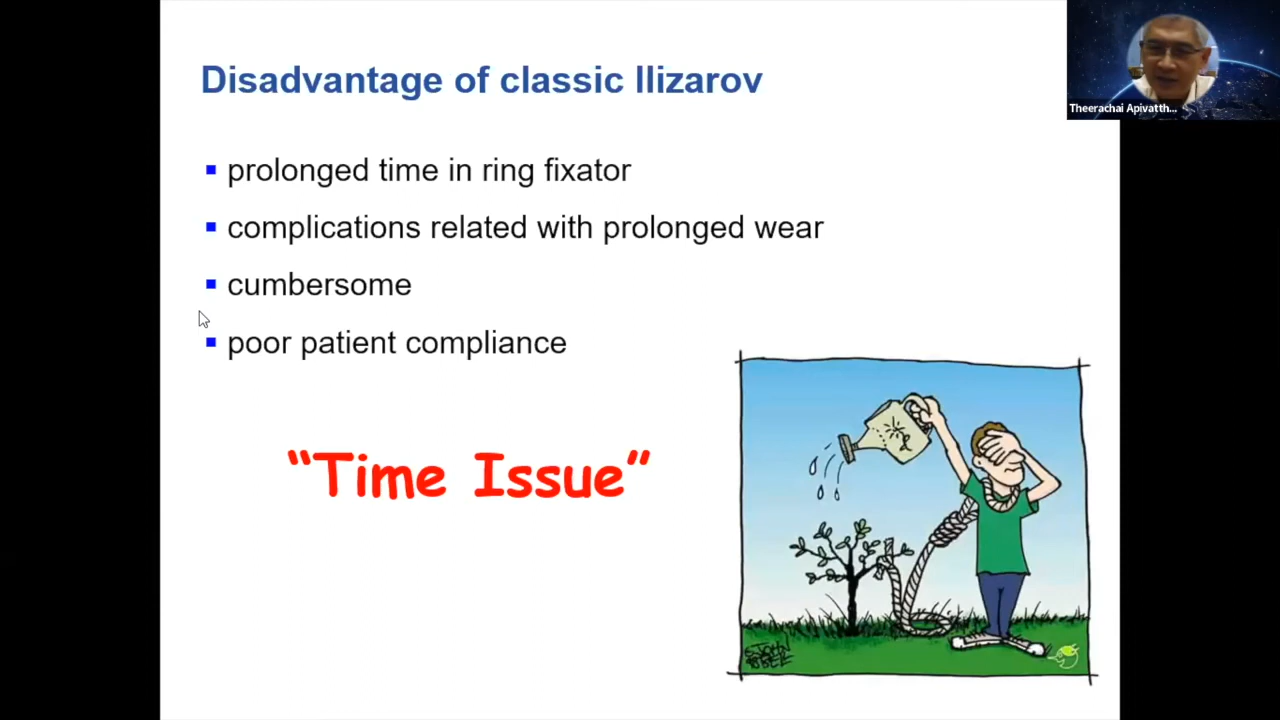 Disadvantage of classic Ilizarov
Theerachai Apivatth...
prolonged time in ring fixator
complications related with prolonged wear
cumbersome
poor patient compliance
“Time Issue”